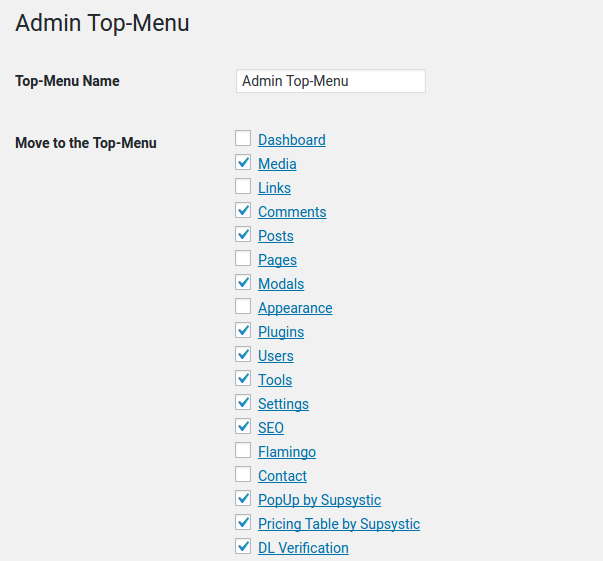 Admin Top-Menu
Top-Menu Name Admin Top-Menu
Move to the Top-Menu Dashboard
Media
Links
Comments
Posts
Pages
Modals
Appearance
Plugins
Users
Tools
Settings
SEO
Flamingo
Contact
PopUp by Supsystic
Pricing Table by Supsystic
DL Verification